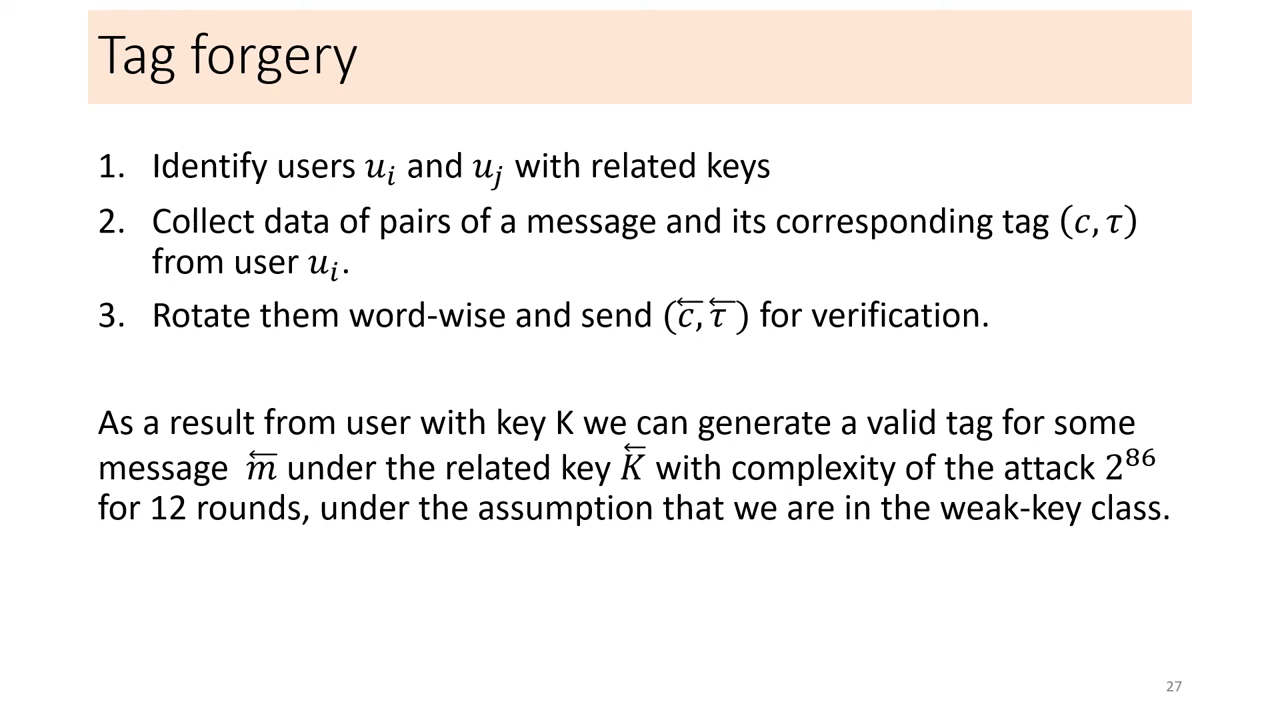 Tag forgery
1. Identify users 𝑢ᵢ and 𝑢ⱼ with related keys
2. Collect data of pairs of a message and its corresponding tag (𝑐, 𝜏)
from user 𝑢ᵢ.
3. Rotate them word-wise and send (𝑐⃖, 𝜏⃖ ) for verification.
As a result from user with key K we can generate a valid tag for some
message 𝑚⃖ under the related key 𝐾⃖ with complexity of the attack 2⁸⁶
for 12 rounds, under the assumption that we are in the weak-key class.
27